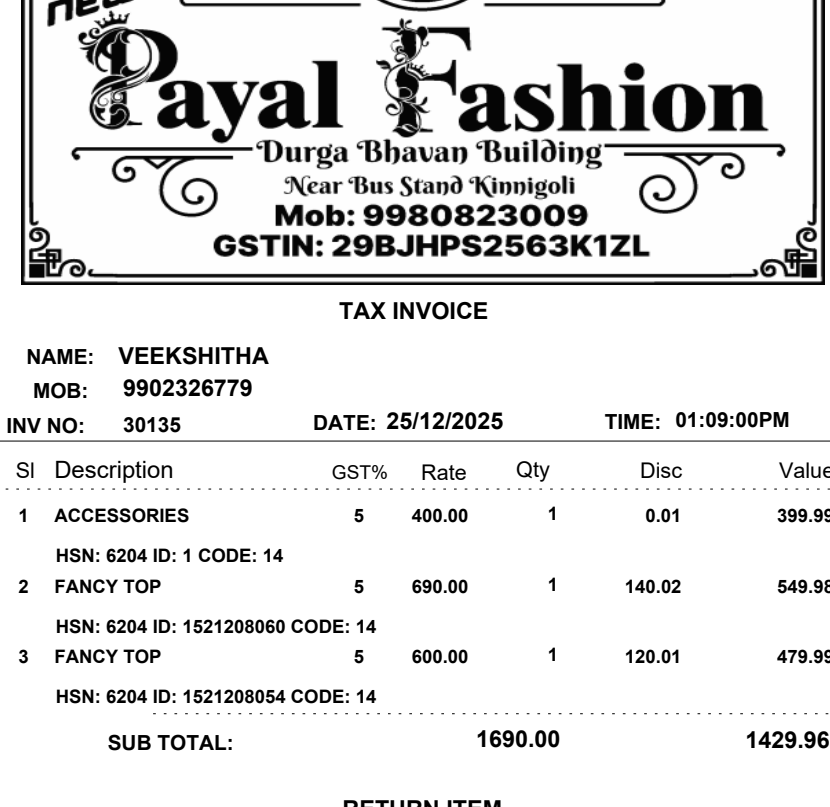 new
Payal Fashion
Durga Bhavan Building
Near Bus Stand Kinnigoli
Mob: 9980823009
GSTIN: 29BJHPS2563K1ZL
TAX INVOICE
NAME: VEEKSHITHA
MOB: 9902326779
INV NO: 30135 DATE: 25/12/2025 TIME: 01:09:00PM
Sl Description GST% Rate Qty Disc Value
1 ACCESSORIES 5 400.00 1 0.01 399.99
HSN: 6204 ID: 1 CODE: 14
2 FANCY TOP 5 690.00 1 140.02 549.98
HSN: 6204 ID: 1521208060 CODE: 14
3 FANCY TOP 5 600.00 1 120.01 479.99
HSN: 6204 ID: 1521208054 CODE: 14
SUB TOTAL: 1690.00 1429.96
RETURN ITEM